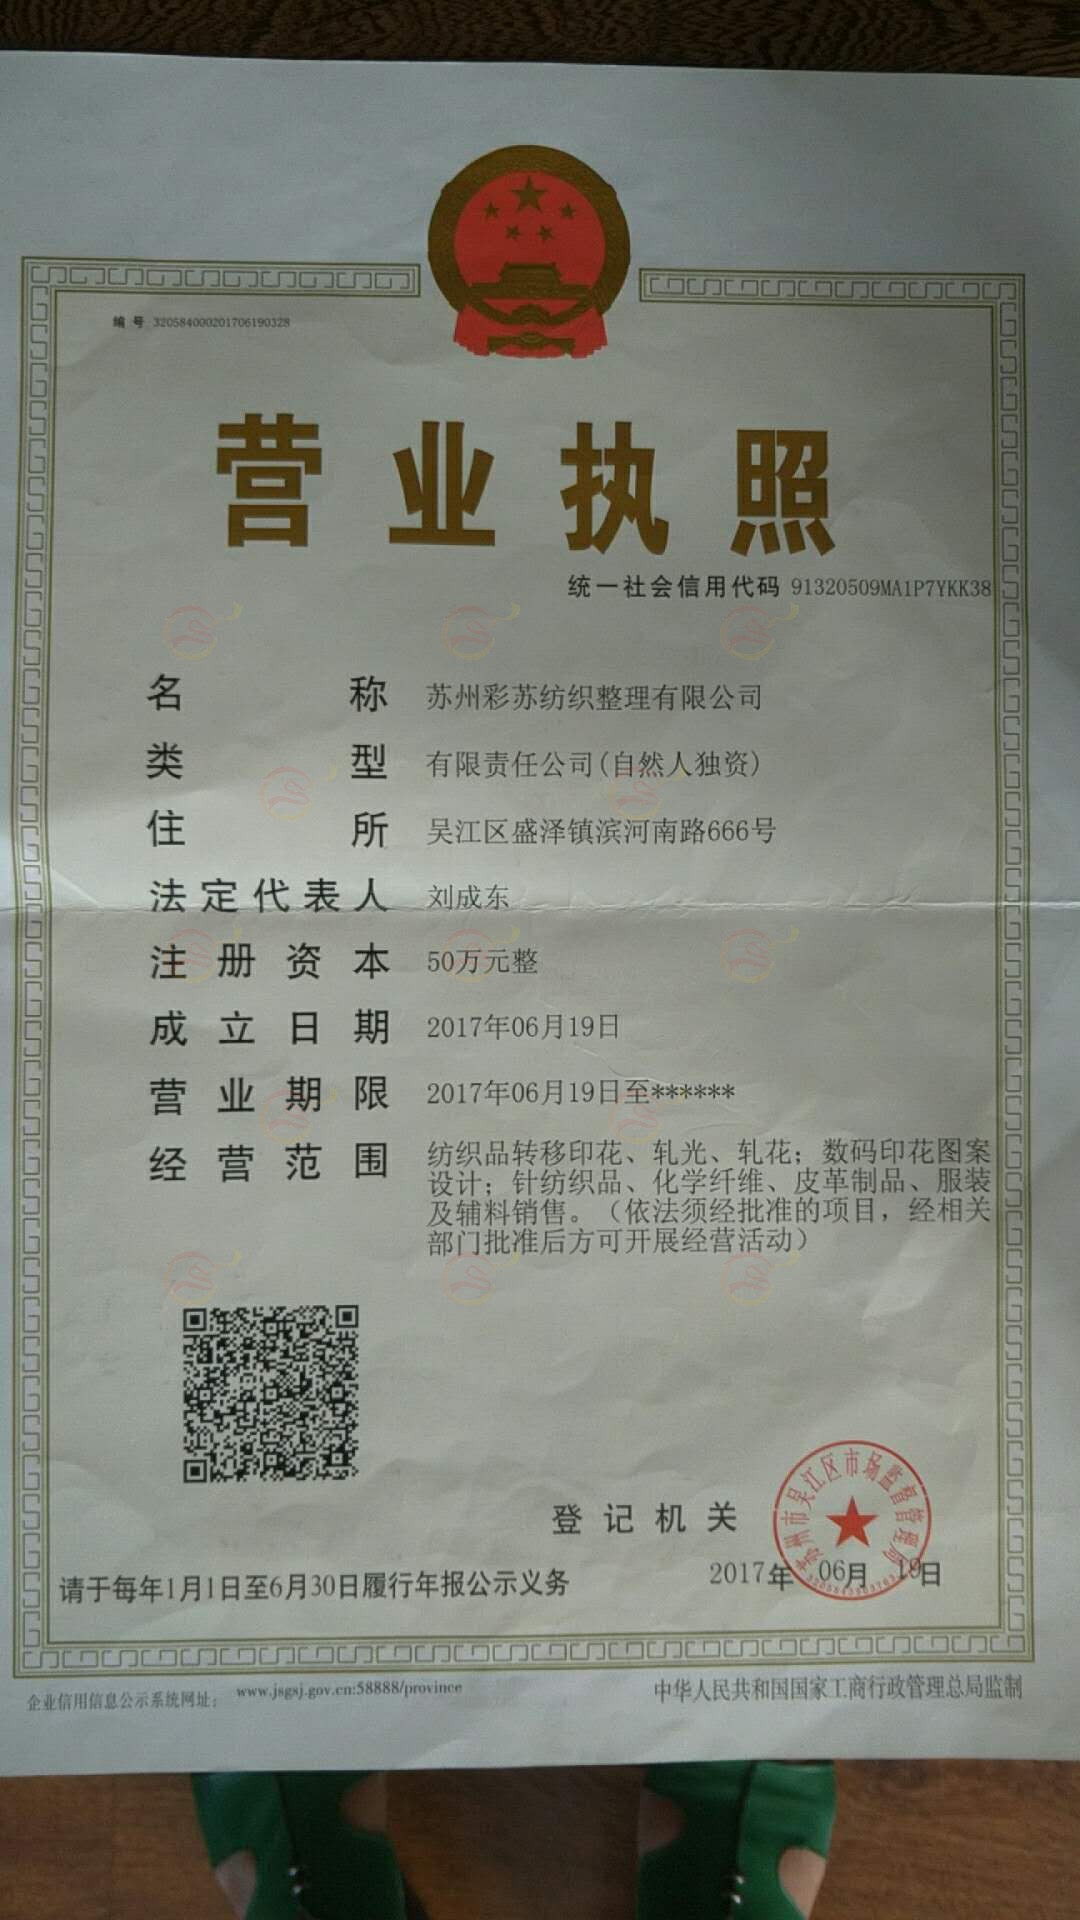 编 号 320584000201706190328
营业执照
统一社会信用代码 91320509MA1P7YKK38
名称 苏州彩苏纺织整理有限公司
类型 有限责任公司(自然人独资)
住所 吴江区盛泽镇滨河南路666号
法定代表人 刘成东
注册资本 50万元整
成立日期 2017年06月19日
营业期限 2017年06月19日至******
经营范围 纺织品转移印花、轧光、轧花；数码印花图案
设计；针纺织品、化学纤维、皮革制品、服装
及辅料销售。（依法须经批准的项目，经相关
部门批准后方可开展经营活动）
登记机关
苏州市吴江区市场监督管理局
2017年 06月 19日
请于每年1月1日至6月30日履行年报公示义务
企业信用信息公示系统网址： www.jsgsj.gov.cn:58888/province
中华人民共和国国家工商行政管理总局监制